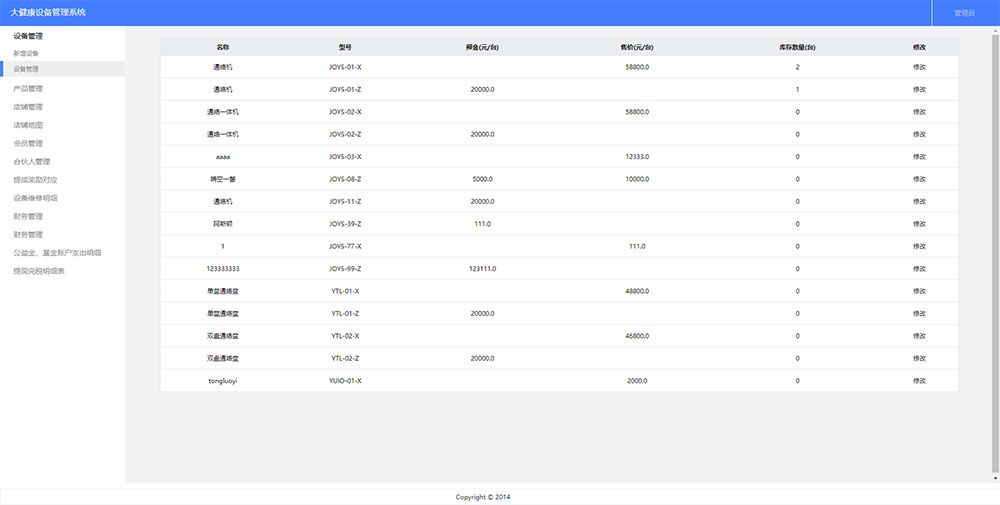 大健康设备管理系统
管理员
设备管理
新增设备
设备管理
产品管理
店铺管理
店铺地图
会员管理
合伙人管理
提成奖励对应
设备维修明细
财务管理
财务管理
公益金、基金账户支出明细
提现完税明细表
名称 型号 押金(元/台) 售价(元/台) 库存数量(台) 修改
通络机 JOYS-01-X 58800.0 2 修改
通络机 JOYS-01-Z 20000.0 1 修改
通络一体机 JOYS-02-X 58800.0 0 修改
通络一体机 JOYS-02-Z 20000.0 0 修改
aaaa JOYS-03-X 12333.0 0 修改
JOYS-08-Z 5000.0 10000.0 0 修改
通络机 JOYS-11-Z 20000.0 0 修改
阿斯顿 JOYS-39-Z 111.0 0 修改
1 JOYS-77-X 111.0 0 修改
123333333 JOYS-99-Z 123111.0 0 修改
单盆通络盆 YTL-01-X 48800.0 0 修改
单盆通络盆 YTL-01-Z 20000.0 0 修改
双盘通络盆 YTL-02-X 46800.0 0 修改
双盘通络盆 YTL-02-Z 20000.0 0 修改
tongluoyi YUIO-01-X 2000.0 0 修改
Copyright © 2014